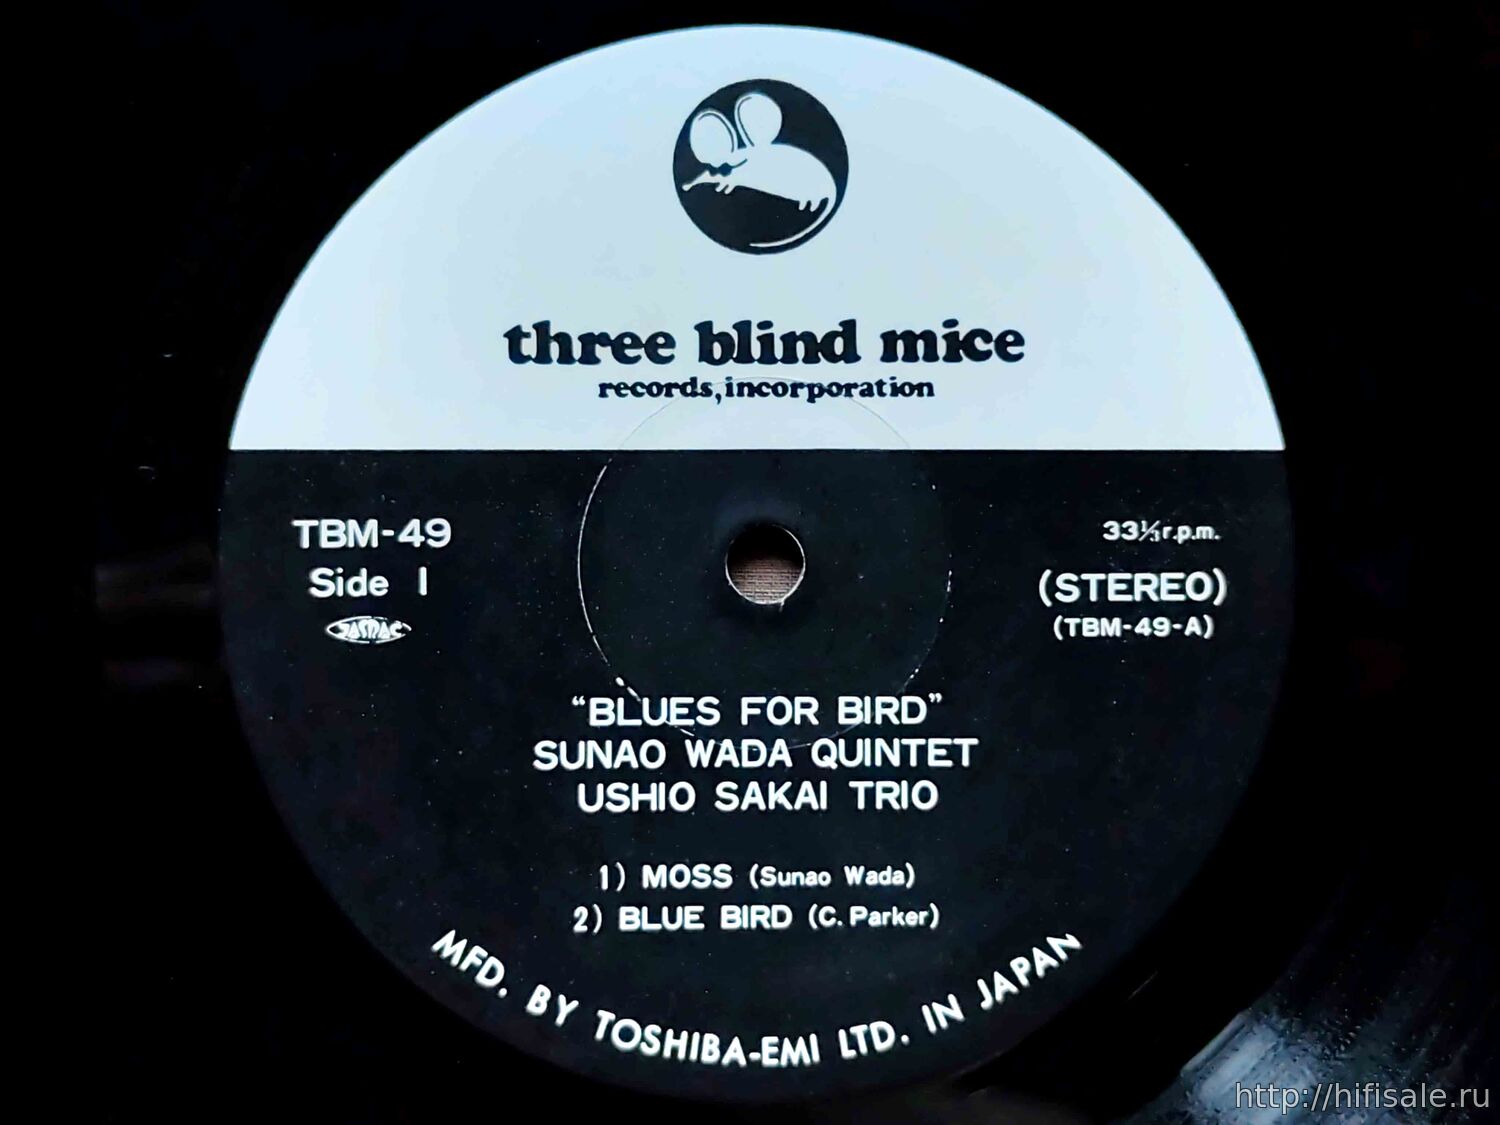 three blind mice
records, incorporation
TBM-49
Side 1
JASRAC
33⅓ r.p.m.
(STEREO)
(TBM-49-A)
“BLUES FOR BIRD”
SUNAO WADA QUINTET
USHIO SAKAI TRIO
1) MOSS (Sunao Wada)
2) BLUE BIRD (C. Parker)
MFD. BY TOSHIBA-EMI LTD. IN JAPAN
http://hifisale.ru